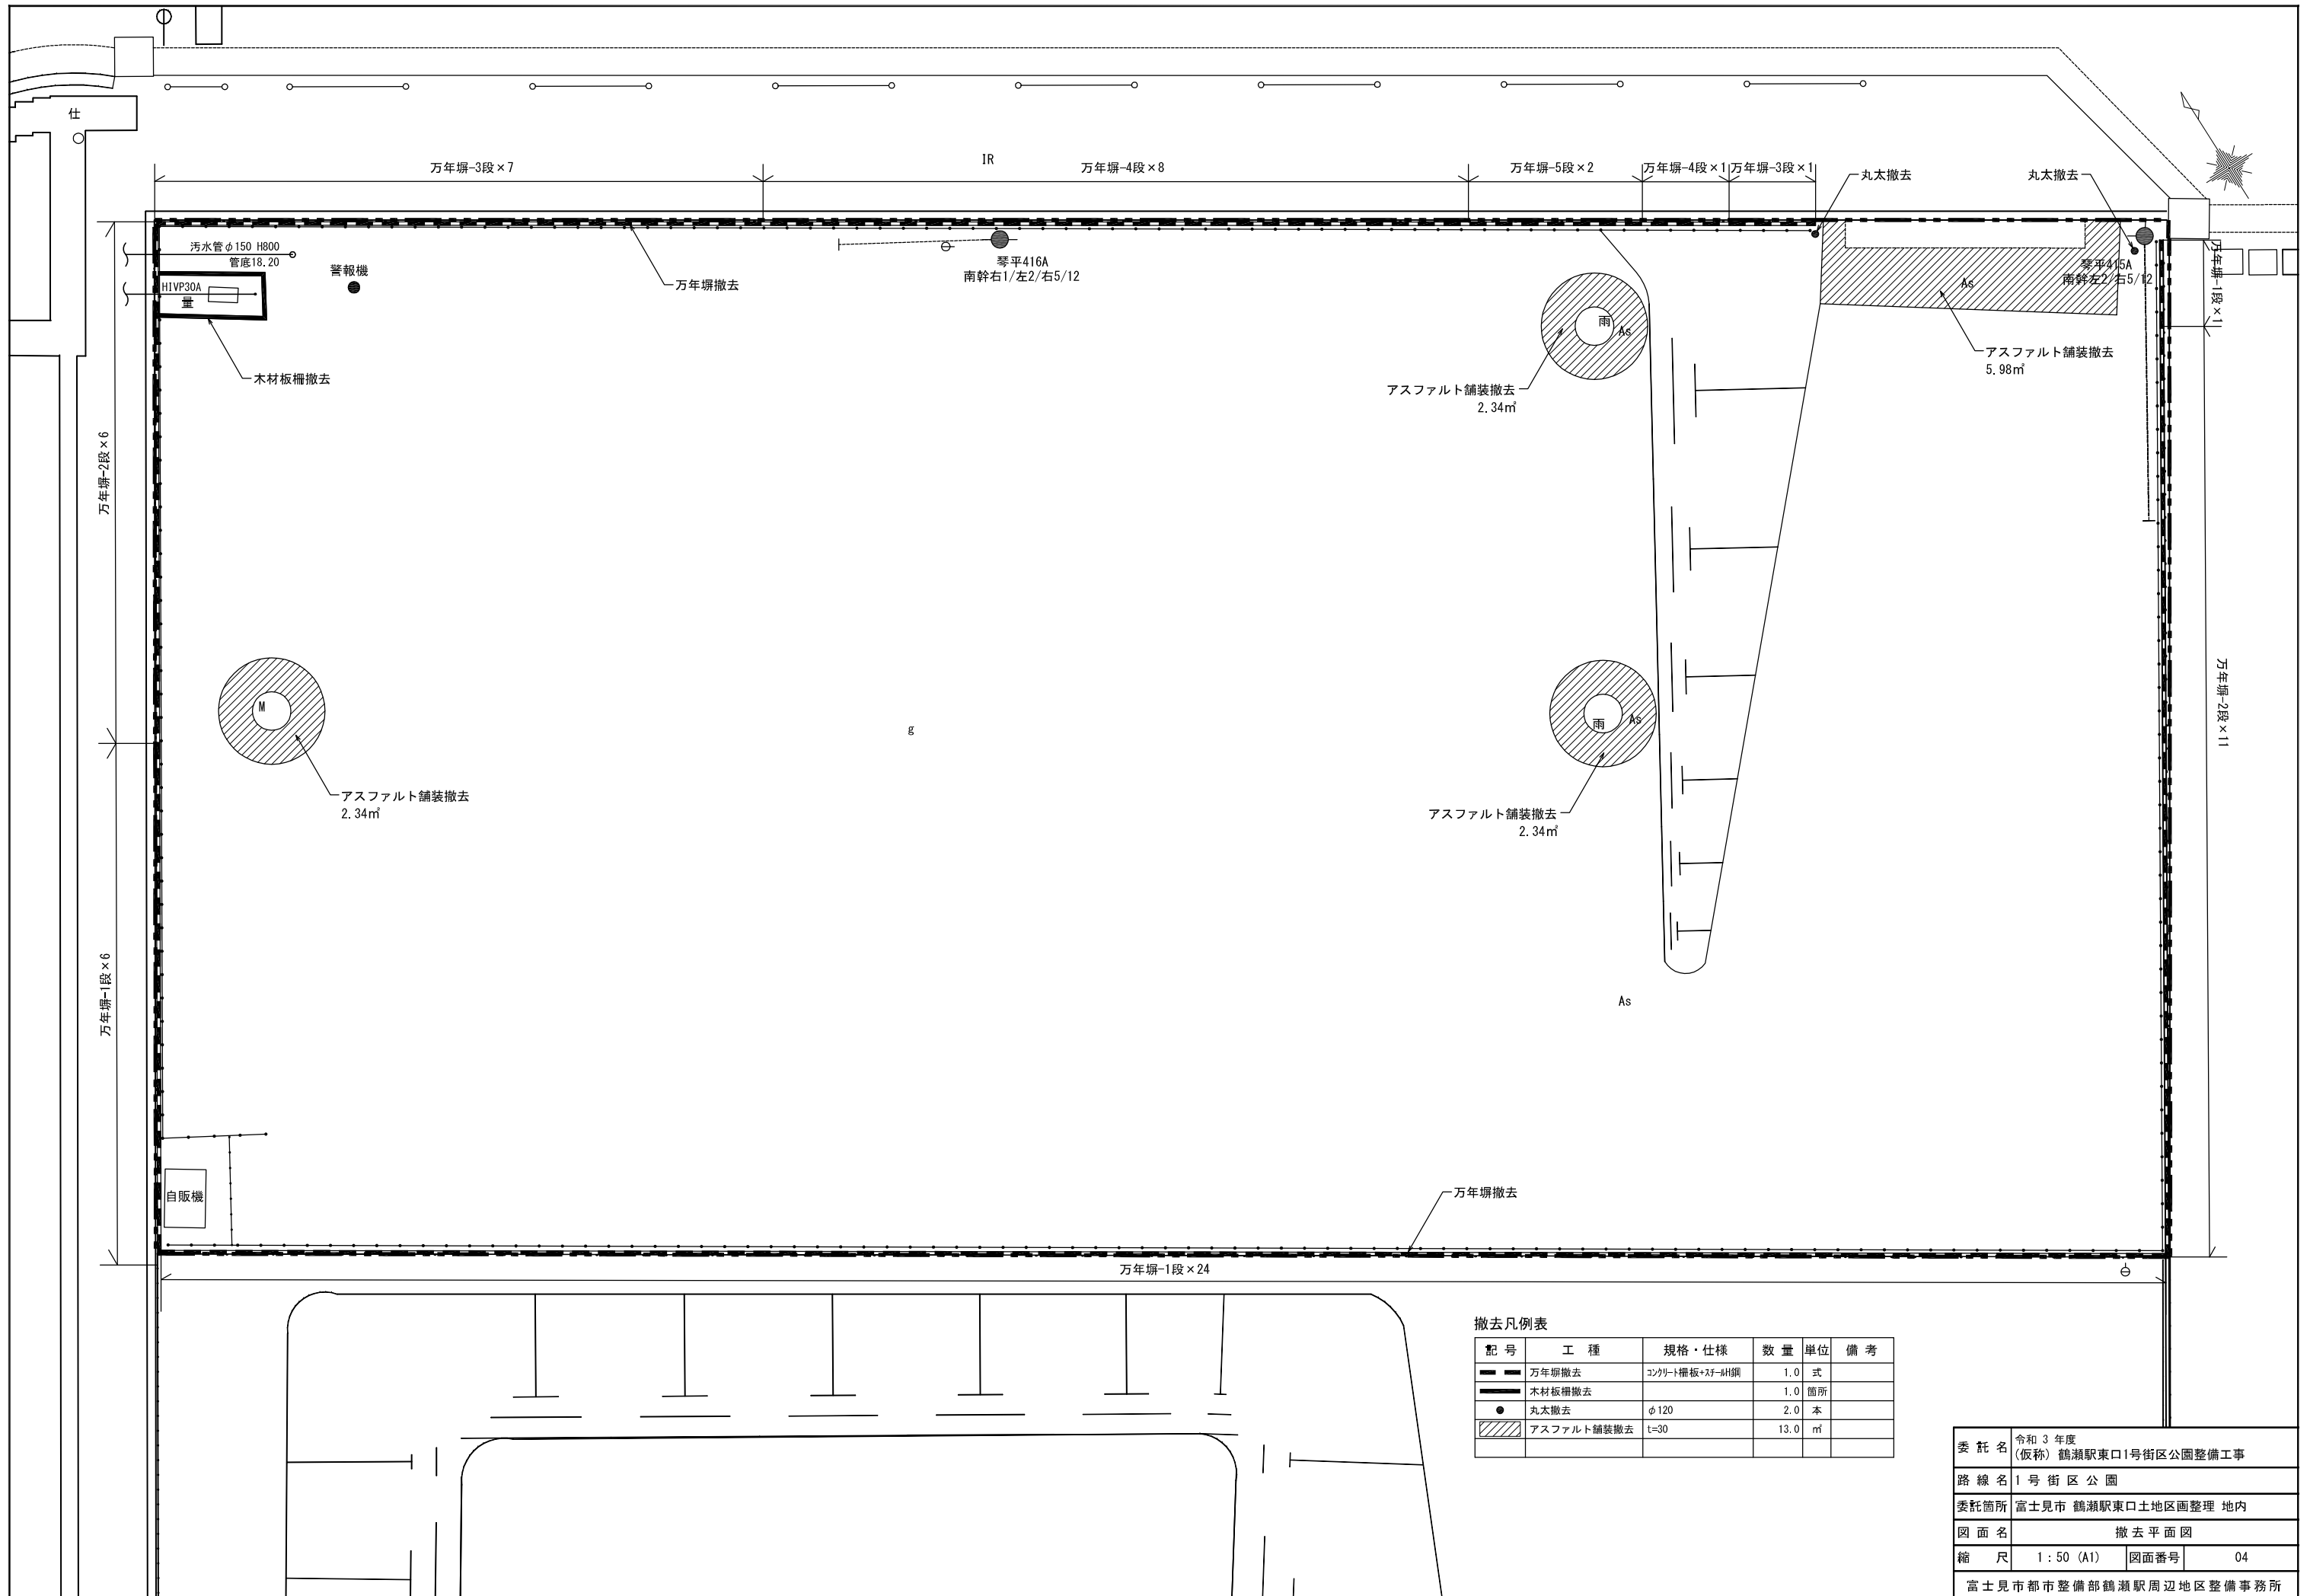 仕
IR
万年塀-3段×7
万年塀-4段×8
万年塀-5段×2
万年塀-4段×1
万年塀-3段×1
丸太撤去
丸太撤去
汚水管φ150 H800
管底18.20
警報機
HIVP30A
量
木材板柵撤去
万年塀撤去
琴平416A
南幹右1/左2/右5/12
琴平415A
南幹左2/右5/12
万年塀-1段×1
雨
As
As
アスファルト舗装撤去
5.98㎡
アスファルト舗装撤去
2.34㎡
万年塀-2段×6
万年塀-2段×11
M
g
雨
As
アスファルト舗装撤去
2.34㎡
アスファルト舗装撤去
2.34㎡
万年塀-1段×6
As
自販機
万年塀撤去
万年塀-1段×24
撤去凡例表
記 号 工 種 規格・仕様 数 量 単位 備 考
万年塀撤去 ｺﾝｸﾘｰﾄ柵板+ｽﾁｰﾙH鋼 1.0 式
木材板柵撤去 1.0 箇所
丸太撤去 φ120 2.0 本
アスファルト舗装撤去 t=30 13.0 ㎡
委 託 名 令和 3 年度
(仮称) 鶴瀬駅東口1号街区公園整備工事
路 線 名 1 号 街 区 公 園
委託箇所 富士見市 鶴瀬駅東口土地区画整理 地内
図 面 名 撤 去 平 面 図
縮 尺 1 : 50 (A1) 図面番号 04
富士見市都市整備部鶴瀬駅周辺地区整備事務所